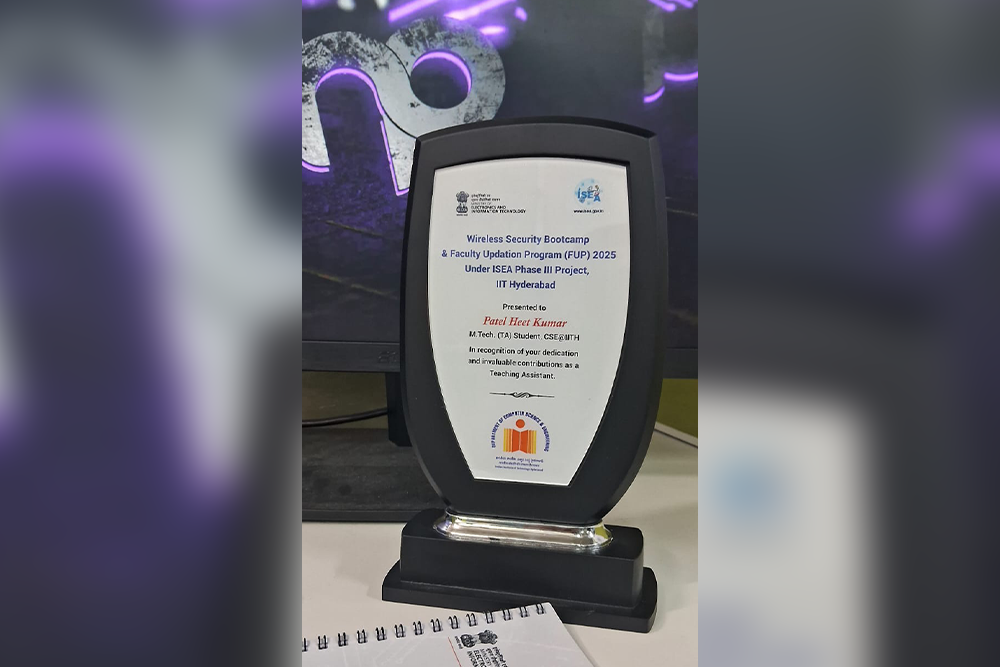 ELECTRONICS AND
INFORMATION TECHNOLOGY
ISEA
www.isea.gov.in
Wireless Security Bootcamp
& Faculty Updation Program (FUP) 2025
Under ISEA Phase III Project,
IIT Hyderabad
Presented to
Patel Heet Kumar
M.Tech. (TA) Student, CSE@IITH
In recognition of your dedication
and invaluable contributions as a
Teaching Assistant.
DEPARTMENT OF COMPUTER SCIENCE & ENGINEERING